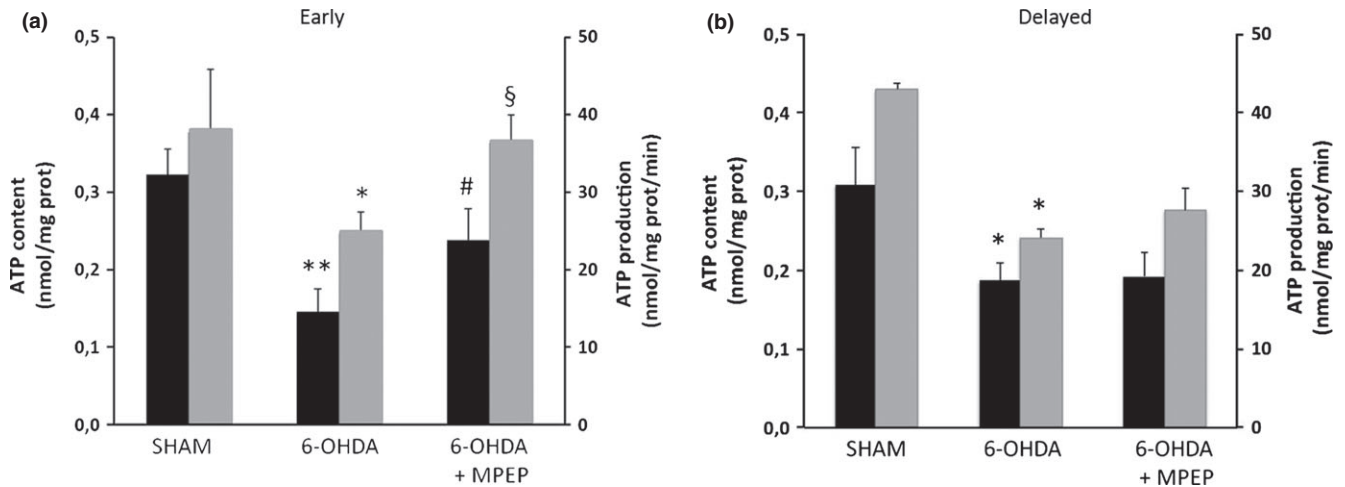 (a)
Early
ATP content
(nmol/mg prot)
0,5
0,4
0,3
0,2
0,1
0,0
**
*
#
§
50
40
30
20
10
0
ATP production
(nmol/mg prot/min)
SHAM
6-OHDA
6-OHDA
+ MPEP
(b)
Delayed
ATP content
(nmol/mg prot)
0,5
0,4
0,3
0,2
0,1
0,0
*
*
50
40
30
20
10
0
ATP production
(nmol/mg prot/min)
SHAM
6-OHDA
6-OHDA
+ MPEP